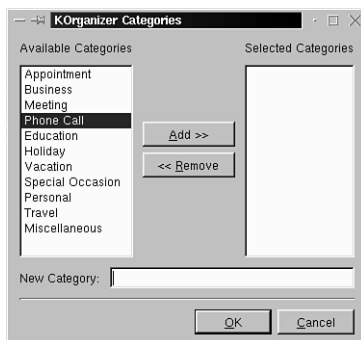 KOrganizer Categories
Available Categories
Selected Categories
Appointment
Business
Meeting
Phone Call
Education
Holiday
Vacation
Special Occasion
Personal
Travel
Miscellaneous
Add >>
<< Remove
New Category:
OK
Cancel